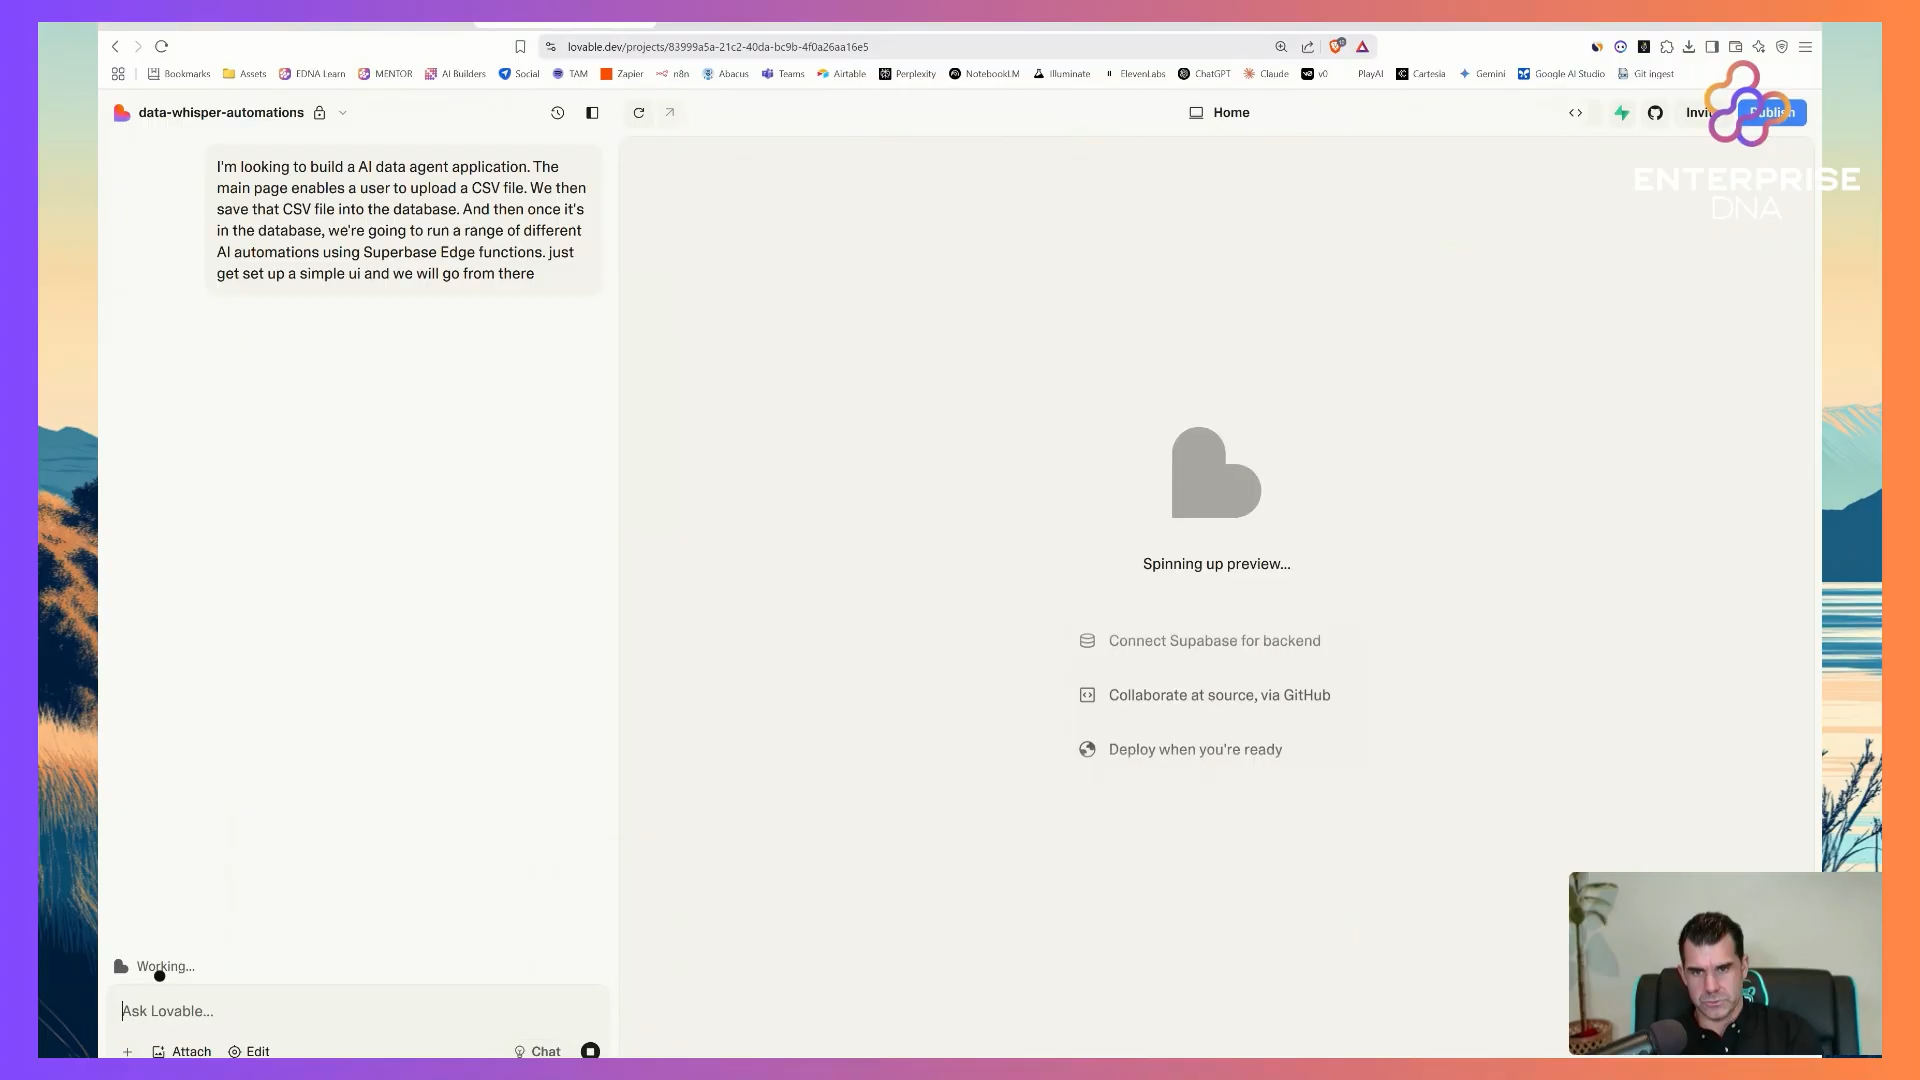 lovable.dev/projects/83999a5a-21c2-40da-bc9b-4f0a26aa16e5
Bookmarks Assets EDNA Learn MENTOR AI Builders Social TAM Zapier n8n Abacus Teams Airtable Perplexity NotebookLM Illuminate ElevenLabs ChatGPT Claude v0 PlayAI Cartesia Gemini Google AI Studio Git ingest
data-whisper-automations
Home
Publish
ENTERPRISE
DNA
I'm looking to build a AI data agent application. The
main page enables a user to upload a CSV file. We then
save that CSV file into the database. And then once it's
in the database, we're going to run a range of different
AI automations using Superbase Edge functions. just
get set up a simple ui and we will go from there
Spinning up preview...
Connect Supabase for backend
Collaborate at source, via GitHub
Deploy when you're ready
Working...
Ask Lovable...
Attach Edit Chat